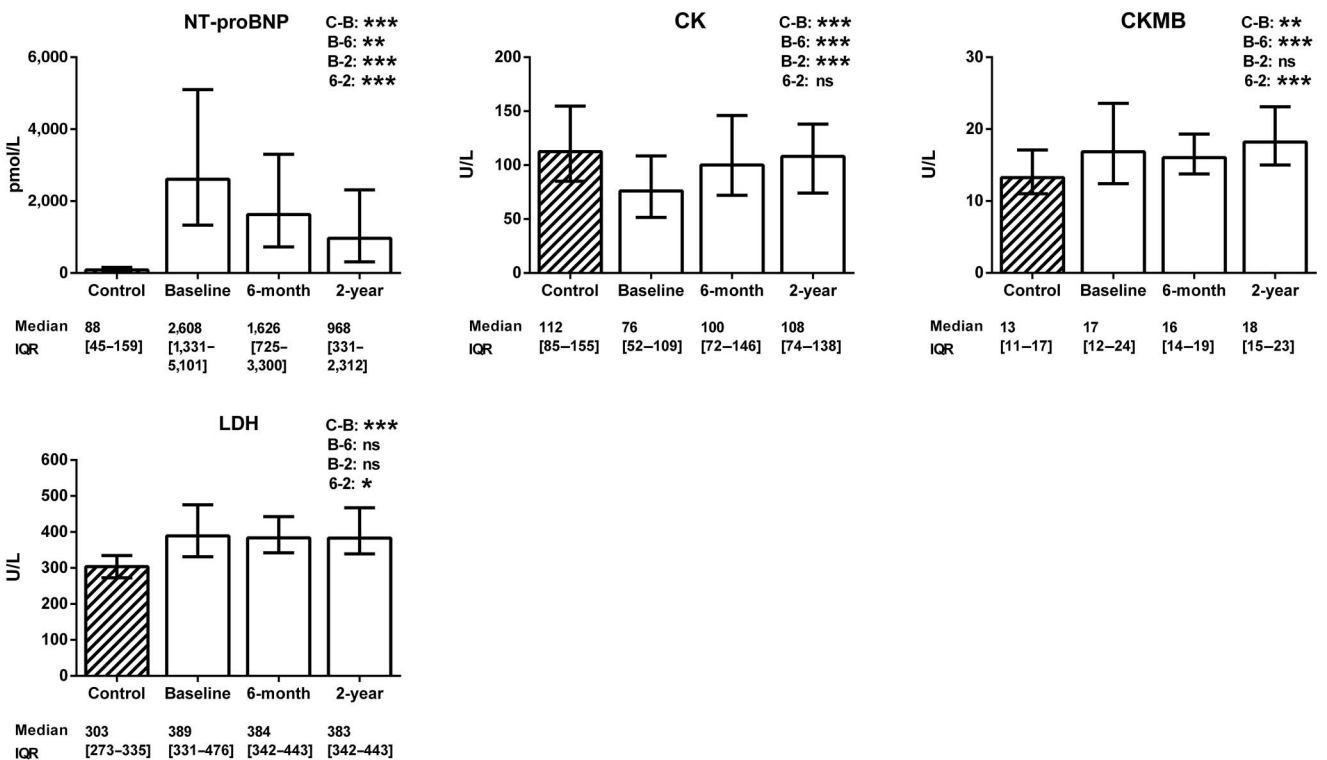 NT-proBNP
C-B: ***
B-6: **
B-2: ***
6-2: ***
6,000
4,000
2,000
0
pmol/L
Control Baseline 6-month 2-year
Median 88 2,608 1,626 968
IQR [45–159] [1,331– [725– [331–
5,101] 3,300] 2,312]
CK
C-B: ***
B-6: ***
B-2: ***
6-2: ns
200
150
100
50
0
U/L
Control Baseline 6-month 2-year
Median 112 76 100 108
IQR [85–155] [52–109] [72–146] [74–138]
CKMB
C-B: **
B-6: ***
B-2: ns
6-2: ***
30
20
10
0
U/L
Control Baseline 6-month 2-year
Median 13 17 16 18
IQR [11–17] [12–24] [14–19] [15–23]
LDH
C-B: ***
B-6: ns
B-2: ns
6-2: *
600
500
400
300
200
100
0
U/L
Control Baseline 6-month 2-year
Median 303 389 384 383
IQR [273–335] [331–476] [342–443] [342–443]